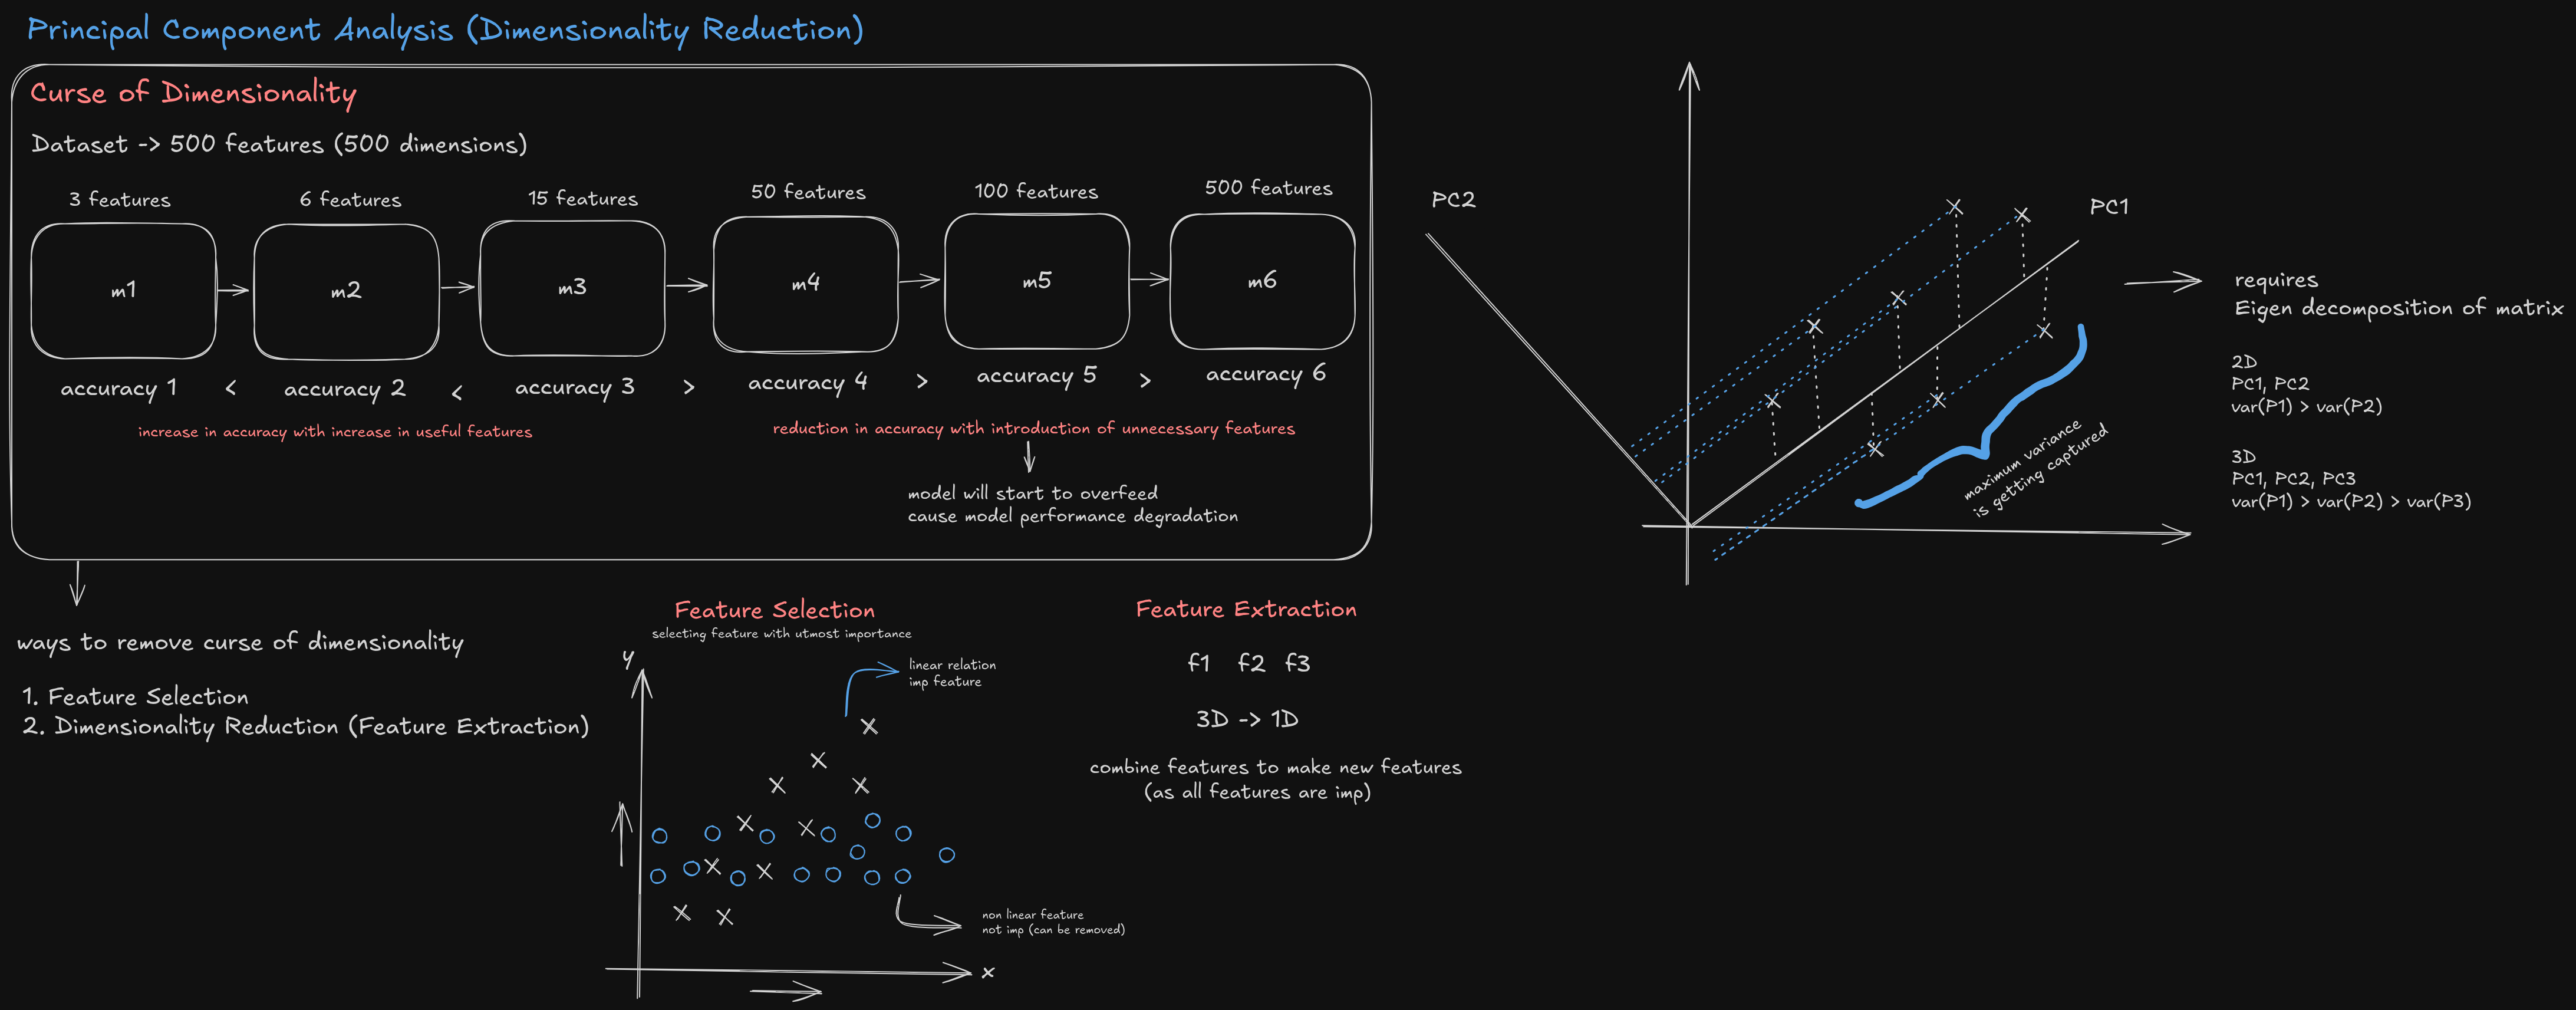 Principal Component Analysis (Dimensionality Reduction)
Curse of Dimensionality
Dataset -> 500 features (500 dimensions)
3 features
6 features
15 features
50 features
100 features
500 features
m1
m2
m3
m4
m5
m6
accuracy 1
<
accuracy 2
<
accuracy 3
>
accuracy 4
>
accuracy 5
>
accuracy 6
increase in accuracy with increase in useful features
reduction in accuracy with introduction of unnecessary features
model will start to overfeed
cause model performance degradation
ways to remove curse of dimensionality
1. Feature Selection
2. Dimensionality Reduction (Feature Extraction)
Feature Selection
selecting feature with utmost importance
y
linear relation
imp feature
non linear feature
not imp (can be removed)
x
Feature Extraction
f1 f2 f3
3D -> 1D
combine features to make new features
(as all features are imp)
PC2
PC1
maximum variance
is getting captured
requires
Eigen decomposition of matrix
2D
PC1, PC2
var(P1) > var(P2)
3D
PC1, PC2, PC3
var(P1) > var(P2) > var(P3)